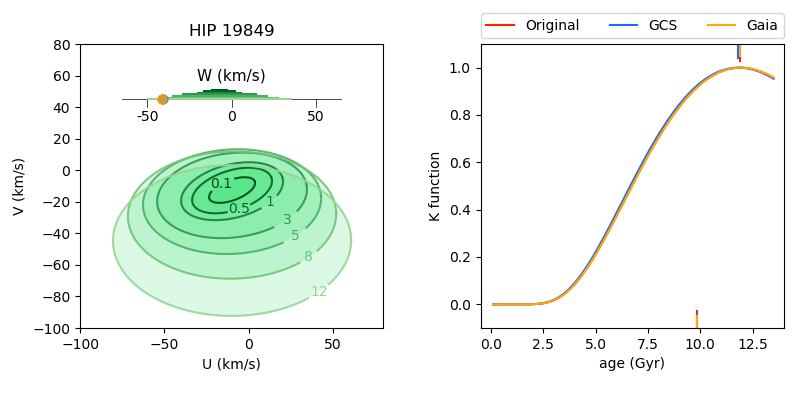 HIP 19849
80
60
40
20
0
−20
−40
−60
−80
−100
V (km/s)
W (km/s)
-50 0 50
0.1
0.5
1
3
5
8
12
−100 −50 0 50
U (km/s)
Original GCS Gaia
1.0
0.8
0.6
0.4
0.2
0.0
K function
0.0 2.5 5.0 7.5 10.0 12.5
age (Gyr)